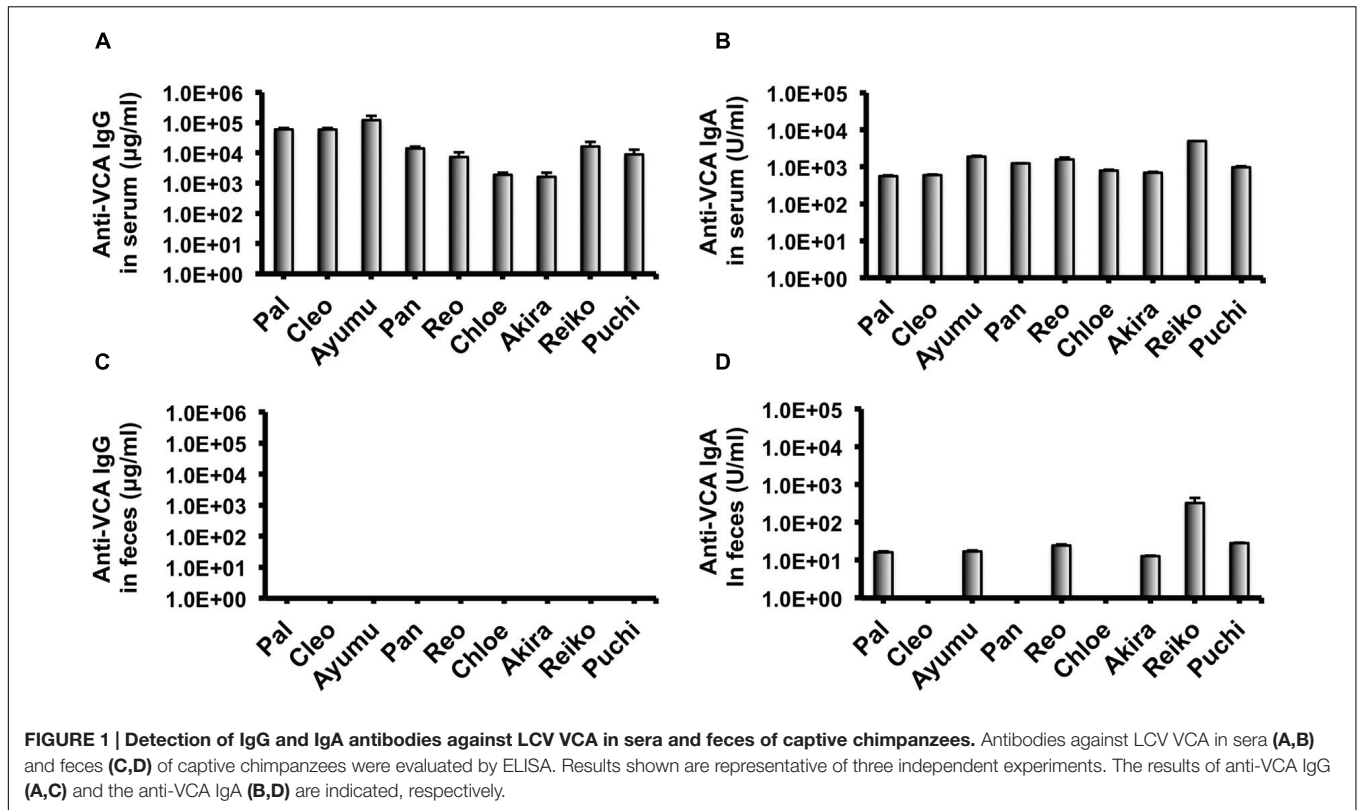 A
Anti-VCA IgG
in serum (µg/ml)
1.0E+06
1.0E+05
1.0E+04
1.0E+03
1.0E+02
1.0E+01
1.0E+00
Pal
Cleo
Ayumu
Pan
Reo
Chloe
Akira
Reiko
Puchi
B
Anti-VCA IgA
in serum (U/ml)
1.0E+05
1.0E+04
1.0E+03
1.0E+02
1.0E+01
1.0E+00
Pal
Cleo
Ayumu
Pan
Reo
Chloe
Akira
Reiko
Puchi
C
Anti-VCA IgG
in feces (µg/ml)
1.0E+06
1.0E+05
1.0E+04
1.0E+03
1.0E+02
1.0E+01
1.0E+00
Pal
Cleo
Ayumu
Pan
Reo
Chloe
Akira
Reiko
Puchi
D
Anti-VCA IgA
In feces (U/ml)
1.0E+05
1.0E+04
1.0E+03
1.0E+02
1.0E+01
1.0E+00
Pal
Cleo
Ayumu
Pan
Reo
Chloe
Akira
Reiko
Puchi
FIGURE 1 | Detection of IgG and IgA antibodies against LCV VCA in sera and feces of captive chimpanzees. Antibodies against LCV VCA in sera (A,B)
and feces (C,D) of captive chimpanzees were evaluated by ELISA. Results shown are representative of three independent experiments. The results of anti-VCA IgG
(A,C) and the anti-VCA IgA (B,D) are indicated, respectively.